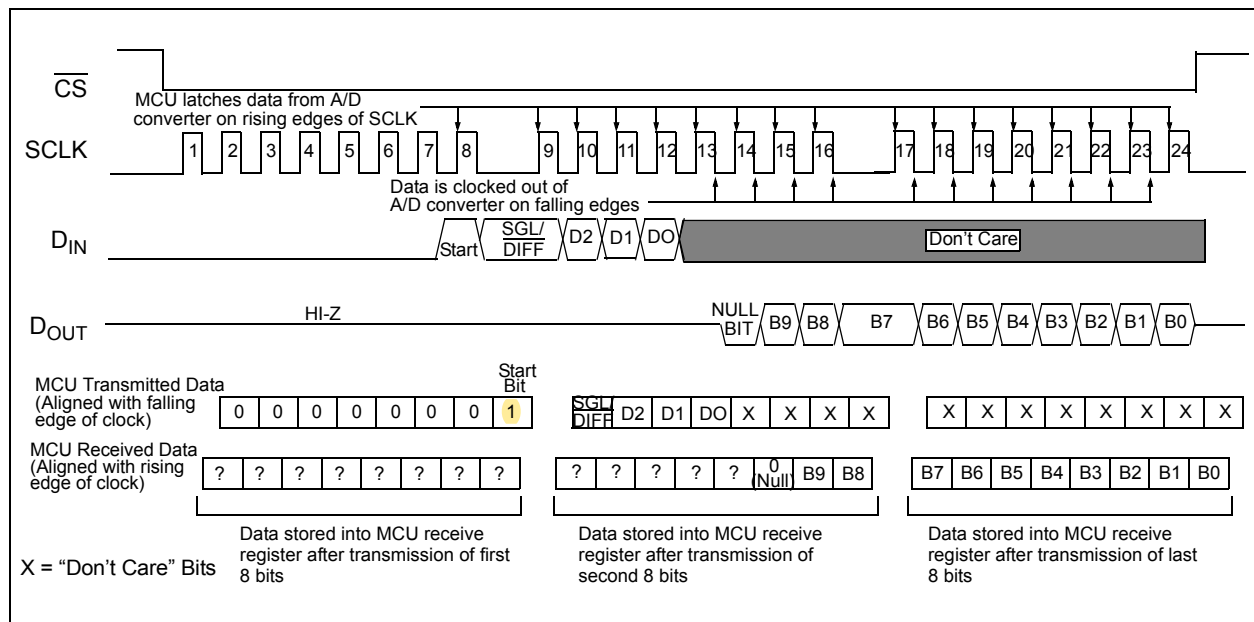 CS
MCU latches data from A/D
converter on rising edges of SCLK
SCLK
1 2 3 4 5 6 7 8 9 10 11 12 13 14 15 16 17 18 19 20 21 22 23 24
Data is clocked out of
A/D converter on falling edges
DIN
Start SGL/DIFF D2 D1 DO Don't Care
DOUT
HI-Z
NULL BIT B9 B8 B7 B6 B5 B4 B3 B2 B1 B0
Start
Bit
MCU Transmitted Data
(Aligned with falling
edge of clock)
0 0 0 0 0 0 0 1 SGL/DIFF D2 D1 DO X X X X X X X X X X X X
MCU Received Data
(Aligned with rising
edge of clock)
? ? ? ? ? ? ? ? ? ? ? ? ? 0 (Null) B9 B8 B7 B6 B5 B4 B3 B2 B1 B0
Data stored into MCU receive
register after transmission of first
8 bits
Data stored into MCU receive
register after transmission of
second 8 bits
Data stored into MCU receive
register after transmission of last
8 bits
X = “Don't Care” Bits